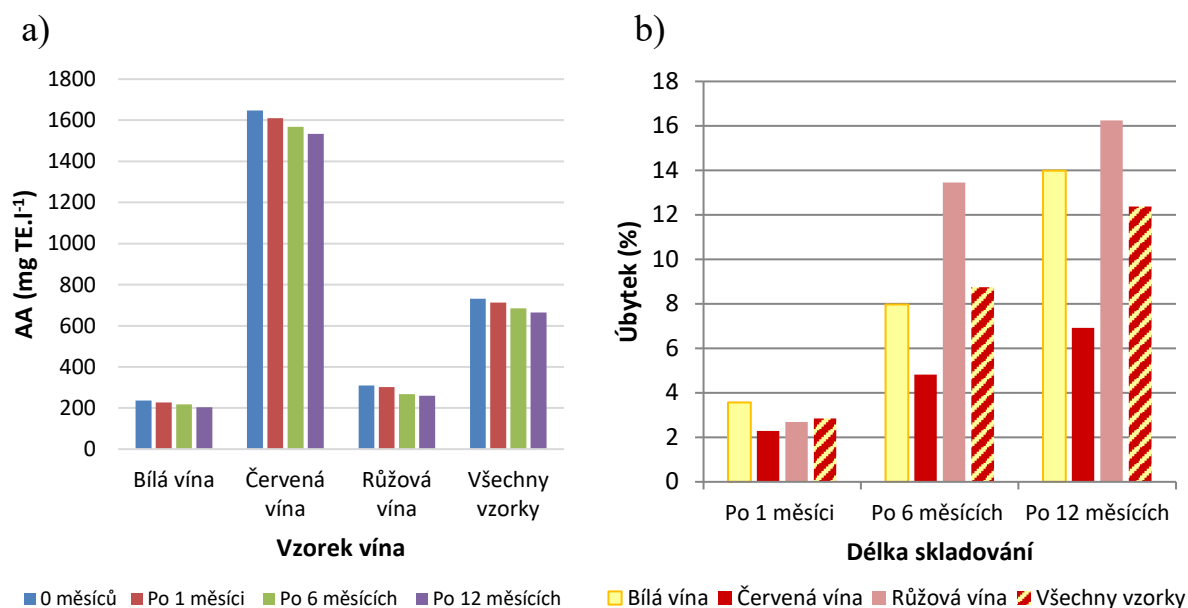 a)
1800
1600
1400
1200
1000
800
600
400
200
0
AA (mg TE.l⁻¹)
Bílá vína
Červená
vína
Růžová
vína
Všechny
vzorky
Vzorek vína
0 měsíců Po 1 měsíci Po 6 měsících Po 12 měsících
b)
18
16
14
12
10
8
6
4
2
0
Úbytek (%)
Po 1 měsíci Po 6 měsících Po 12 měsících
Délka skladování
Bílá vína Červená vína Růžová vína Všechny vzorky